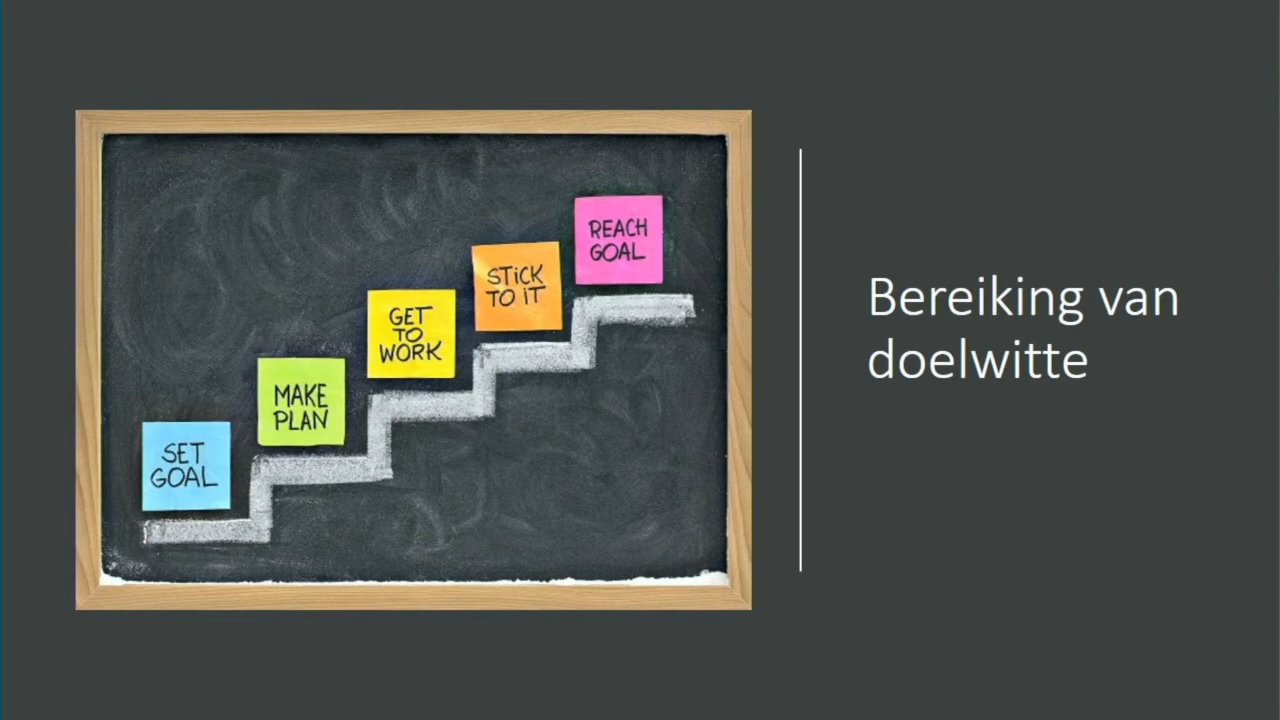 SET
GOAL
MAKE
PLAN
GET
TO
WORK
STiCK
TO iT
REACH
GOAL
Bereiking van
doelwitte